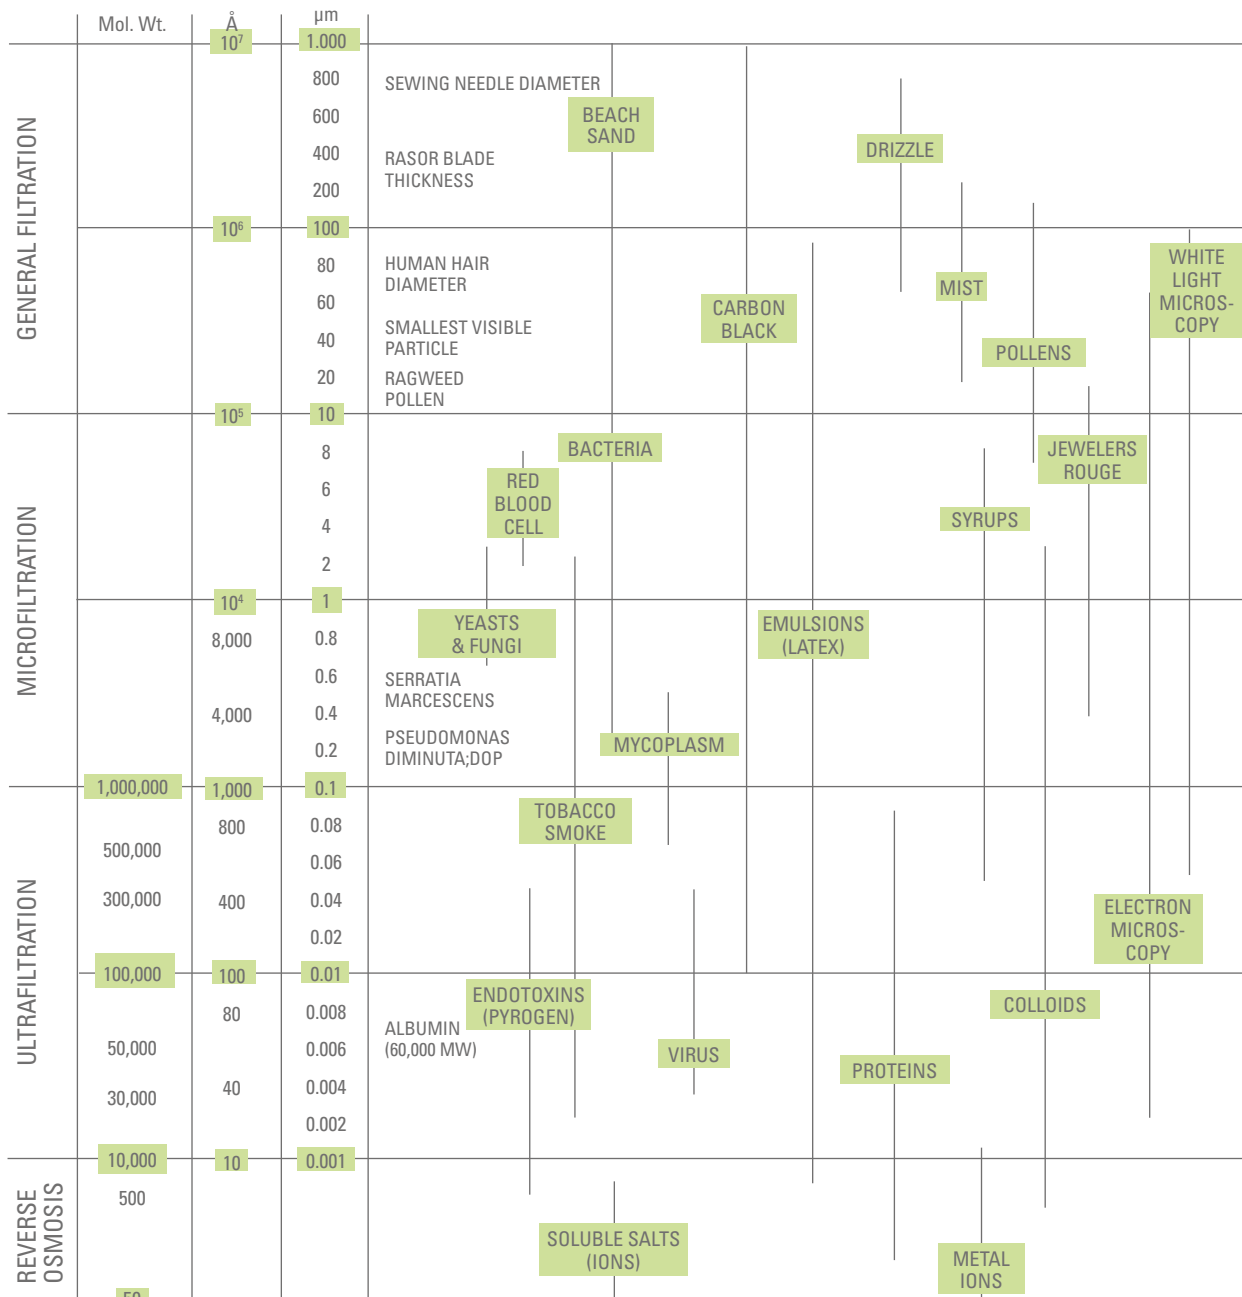 Mol. Wt.
Å
µm
10⁷
1.000
800
SEWING NEEDLE DIAMETER
600
BEACH
SAND
400
DRIZZLE
RASOR BLADE
THICKNESS
200
GENERAL FILTRATION
10⁶
100
80
HUMAN HAIR
DIAMETER
60
MIST
WHITE
LIGHT
MICROS-
COPY
CARBON
BLACK
40
SMALLEST VISIBLE
PARTICLE
POLLENS
20
RAGWEED
POLLEN
10⁵
10
8
BACTERIA
JEWELERS
ROUGE
6
RED
BLOOD
CELL
4
SYRUPS
2
MICROFILTRATION
10⁴
1
8,000
0.8
YEASTS
& FUNGI
EMULSIONS
(LATEX)
0.6
SERRATIA
MARCESCENS
4,000
0.4
0.2
PSEUDOMONAS
DIMINUTA;DOP
MYCOPLASM
1,000,000
1,000
0.1
800
0.08
TOBACCO
SMOKE
500,000
0.06
300,000
400
0.04
ELECTRON
MICROS-
COPY
0.02
ULTRAFILTRATION
100,000
100
0.01
80
0.008
ENDOTOXINS
(PYROGEN)
COLLOIDS
ALBUMIN
(60,000 MW)
50,000
0.006
VIRUS
PROTEINS
30,000
40
0.004
0.002
10,000
10
0.001
500
REVERSE
OSMOSIS
SOLUBLE SALTS
(IONS)
METAL
IONS